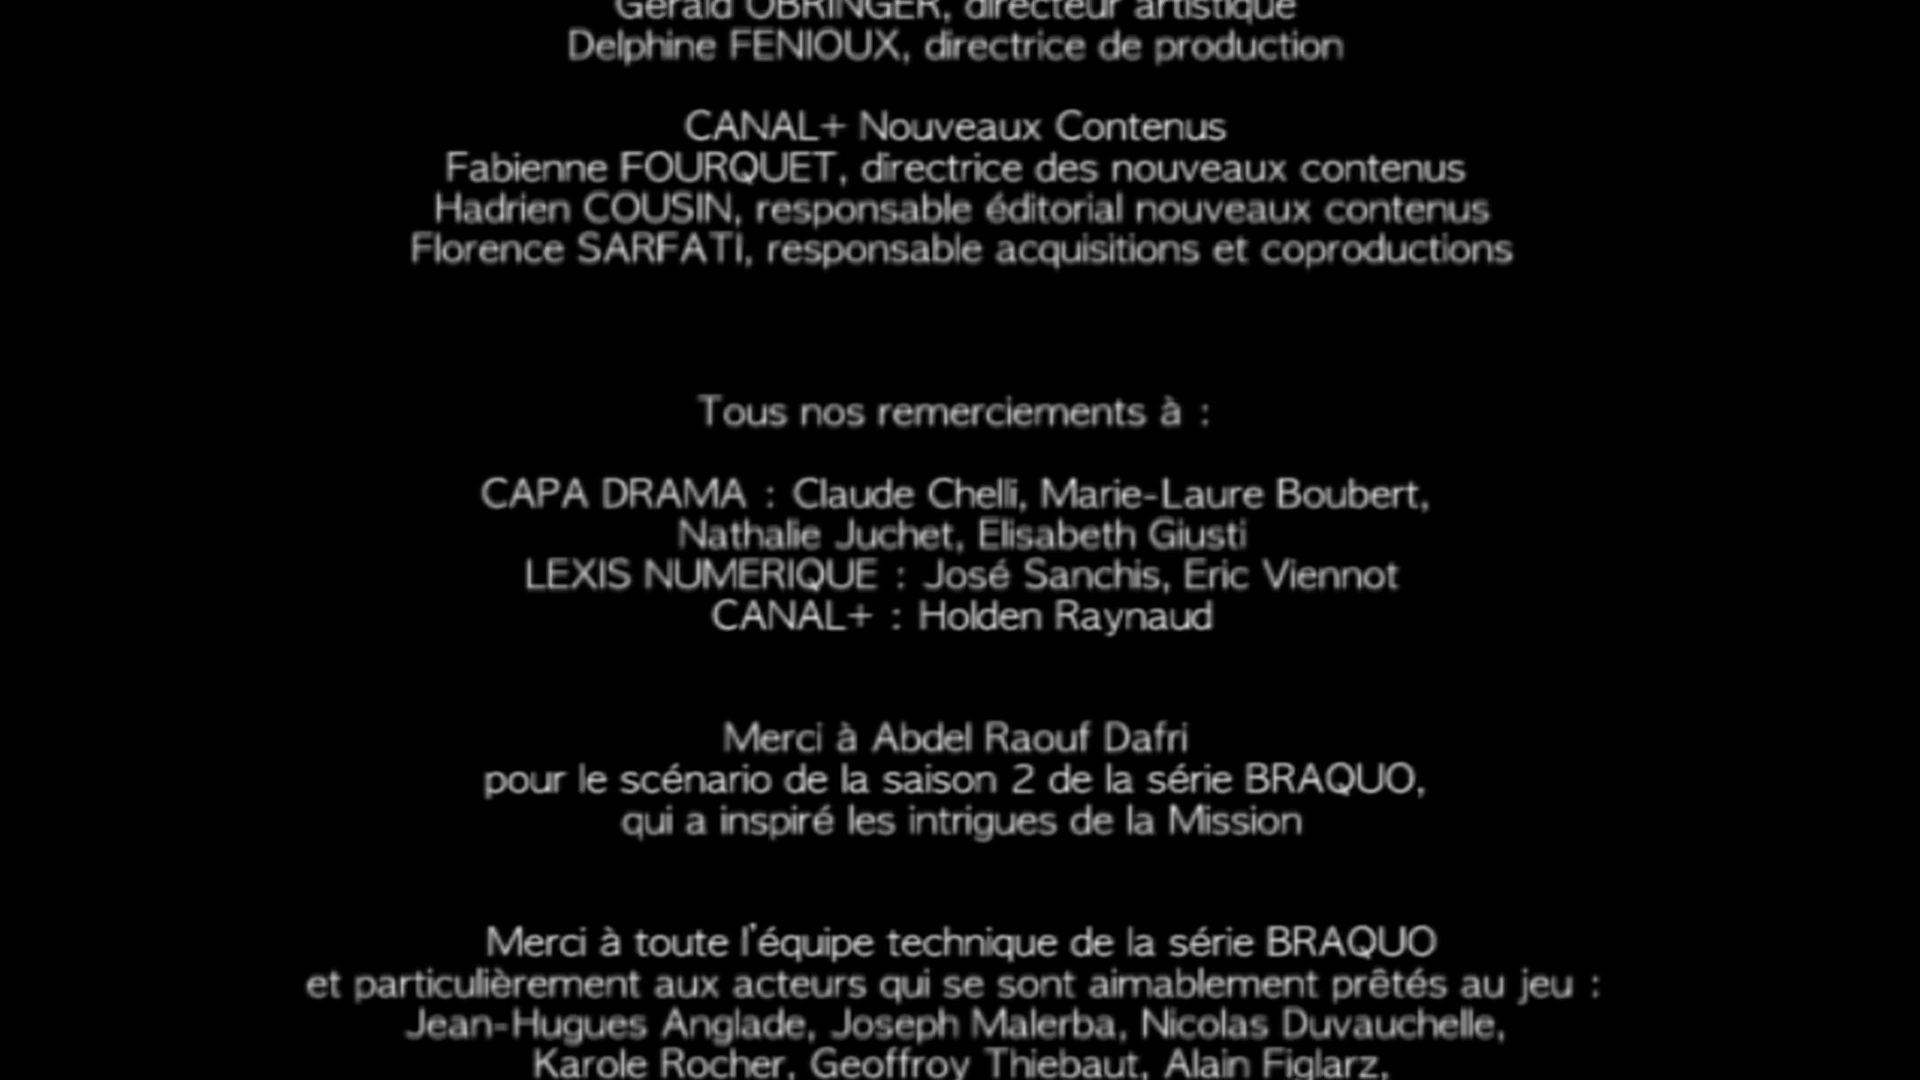 Gérald OBRINGER, directeur artistique
Delphine FENIOUX, directrice de production
CANAL+ Nouveaux Contenus
Fabienne FOURQUET, directrice des nouveaux contenus
Hadrien COUSIN, responsable éditorial nouveaux contenus
Florence SARFATI, responsable acquisitions et coproductions
Tous nos remerciements à :
CAPA DRAMA : Claude Chelli, Marie-Laure Boubert,
Nathalie Juchet, Elisabeth Giusti
LEXIS NUMERIQUE : José Sanchis, Eric Viennot
CANAL+ : Holden Raynaud
Merci à Abdel Raouf Dafri
pour le scénario de la saison 2 de la série BRAQUO,
qui a inspiré les intrigues de la Mission
Merci à toute l'équipe technique de la série BRAQUO
et particulièrement aux acteurs qui se sont aimablement prêtés au jeu :
Jean-Hugues Anglade, Joseph Malerba, Nicolas Duvauchelle,
Karole Rocher, Geoffroy Thiebaut, Alain Figlarz,